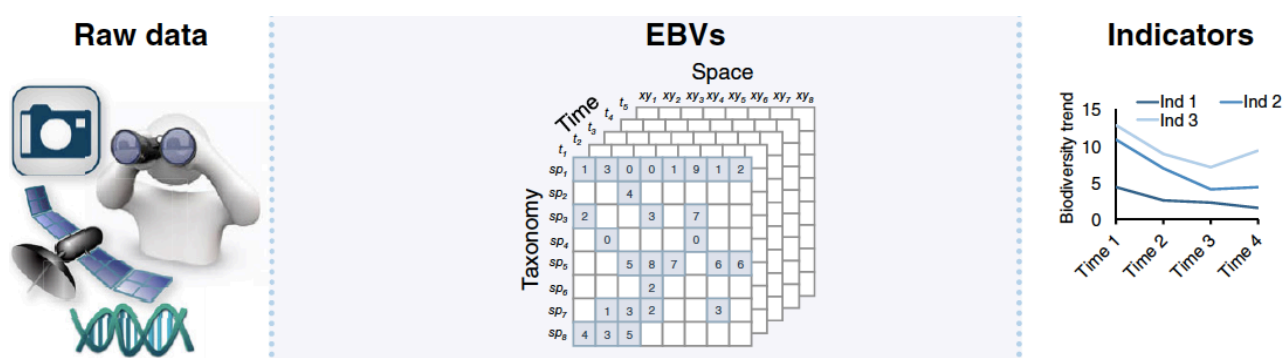 Raw data
EBVs
Indicators
Space
Time
xy1 xy2 xy3 xy4 xy5 xy6 xy7 xy8
t5
t4
t3
t2
t1
Taxonomy
sp1 1 3 0 0 1 9 1 2
sp2 4
sp3 2 3 7
sp4 0 0
sp5 5 8 7 6 6
sp6 2
sp7 1 3 2 3
sp8 4 3 5
Biodiversity trend
15
10
5
0
Ind 1
Ind 2
Ind 3
Time 1
Time 2
Time 3
Time 4